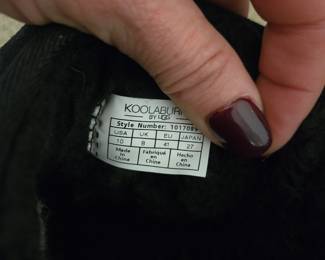 KOOLABURRA
BY UGG
Style Number: 101708
USA UK EU JAPAN
10 8 41 27
Made in China Fabriqué en Chine Hecho en China